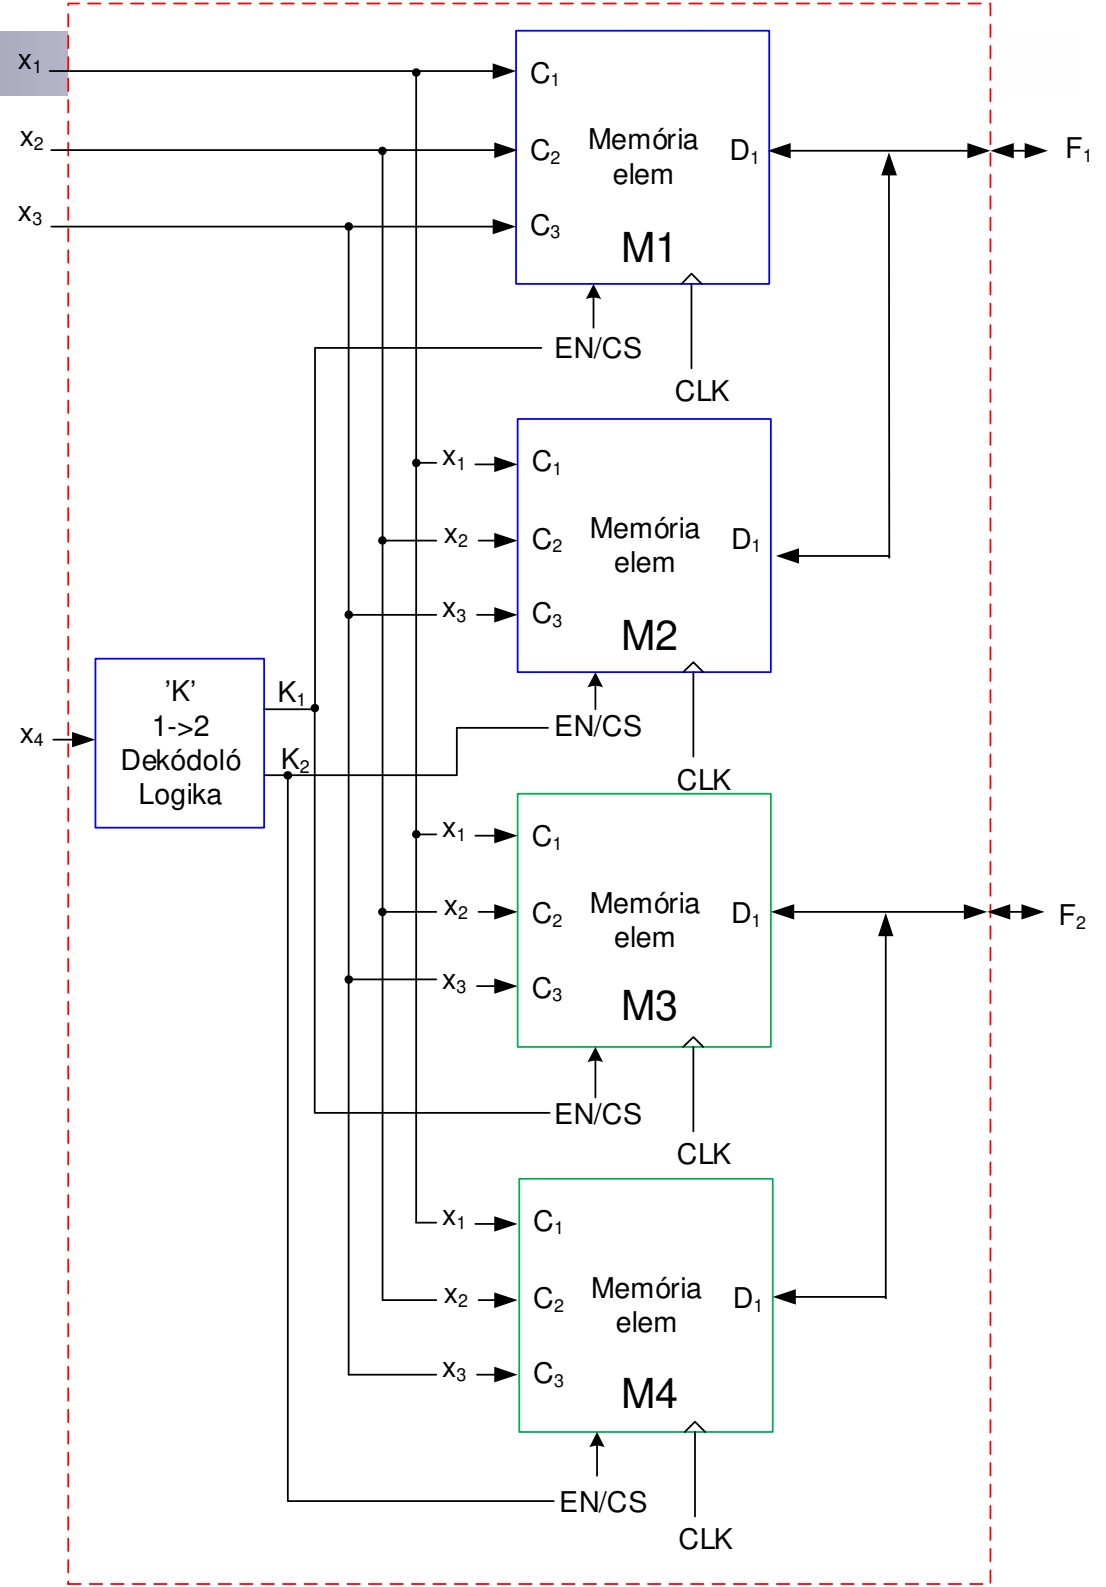 x₁
x₂
x₃
C₁
C₂
C₃
Memória
elem
M1
D₁
F₁
EN/CS
CLK
x₁
x₂
x₃
C₁
C₂
C₃
Memória
elem
M2
D₁
EN/CS
CLK
x₄
'K'
1->2
Dekódoló
Logika
K₁
K₂
x₁
x₂
x₃
C₁
C₂
C₃
Memória
elem
M3
D₁
F₂
EN/CS
CLK
x₁
x₂
x₃
C₁
C₂
C₃
Memória
elem
M4
D₁
EN/CS
CLK